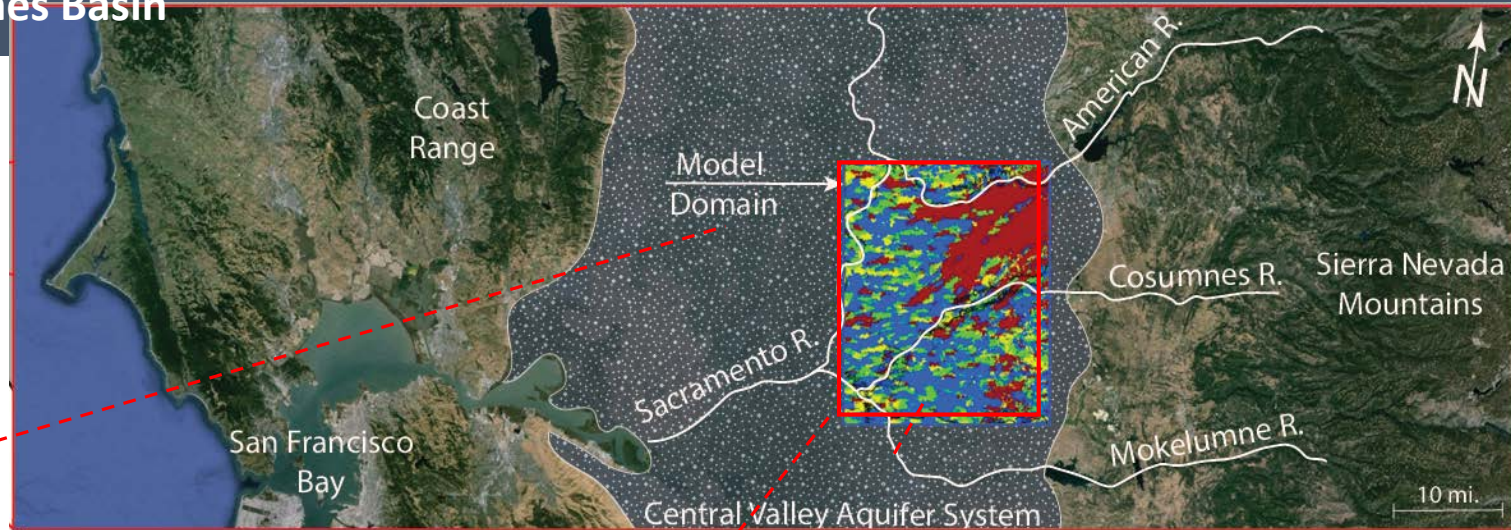 Basin
Coast
Range
American R.
N
Model
Domain
Cosumnes R.
Sierra Nevada
Mountains
Sacramento R.
San Francisco
Bay
Mokelumne R.
10 mi.
Central Valley Aquifer System